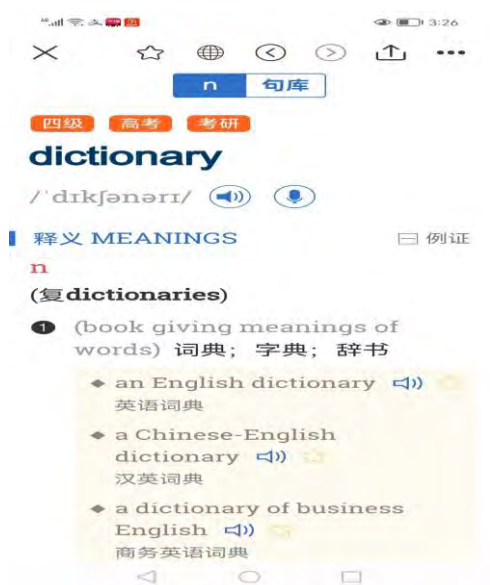 3:26
n 句库
四级 高考 考研
dictionary
/ˈdɪkʃənərɪ/
释义 MEANINGS 例证
n
(复dictionaries)
1 (book giving meanings of
words) 词典；字典；辞书
◆ an English dictionary
英语词典
◆ a Chinese-English
dictionary
汉英词典
◆ a dictionary of business
English
商务英语词典